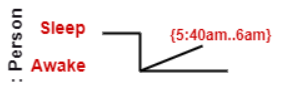 : Person
Sleep
{5:40am..6am}
Awake